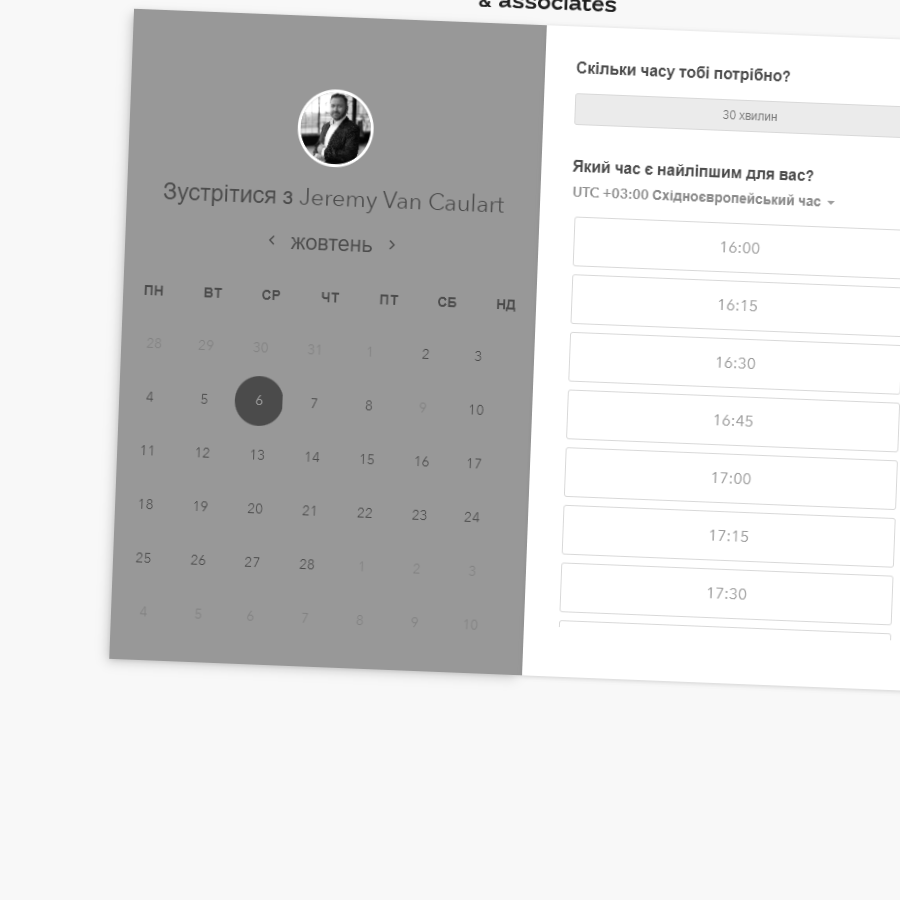 & associates
Зустрітися з Jeremy Van Caulart
жовтень
ПН ВТ СР ЧТ ПТ СБ НД
28 29 30 31 1 2 3
4 5 6 7 8 9 10
11 12 13 14 15 16 17
18 19 20 21 22 23 24
25 26 27 28 1 2 3
4 5 6 7 8 9 10
Скільки часу тобі потрібно?
30 хвилин
Який час є найліпшим для вас?
UTC +03:00 Східноєвропейський час
16:00
16:15
16:30
16:45
17:00
17:15
17:30